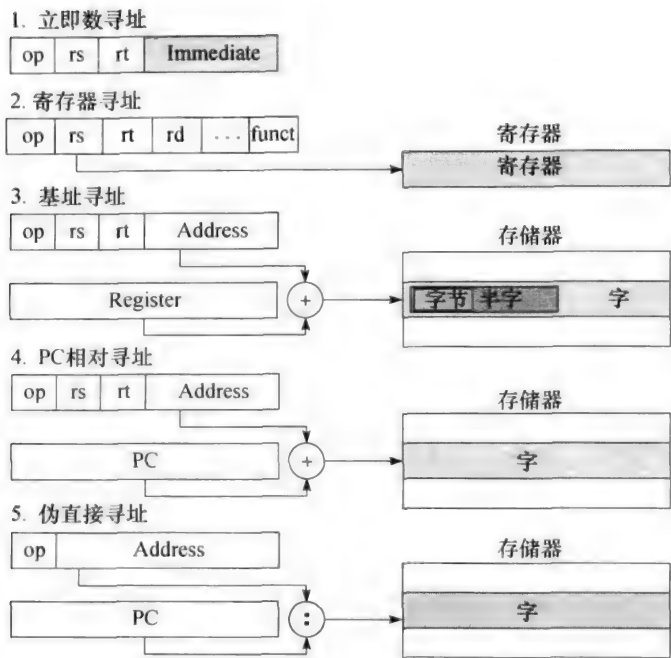 1. 立即数寻址
op rs rt Immediate
2. 寄存器寻址
op rs rt rd ... funct
寄存器
寄存器
3. 基址寻址
op rs rt Address
存储器
Register
+
字节 半字 字
4. PC相对寻址
op rs rt Address
存储器
PC
+
字
5. 伪直接寻址
op Address
存储器
PC
:
字